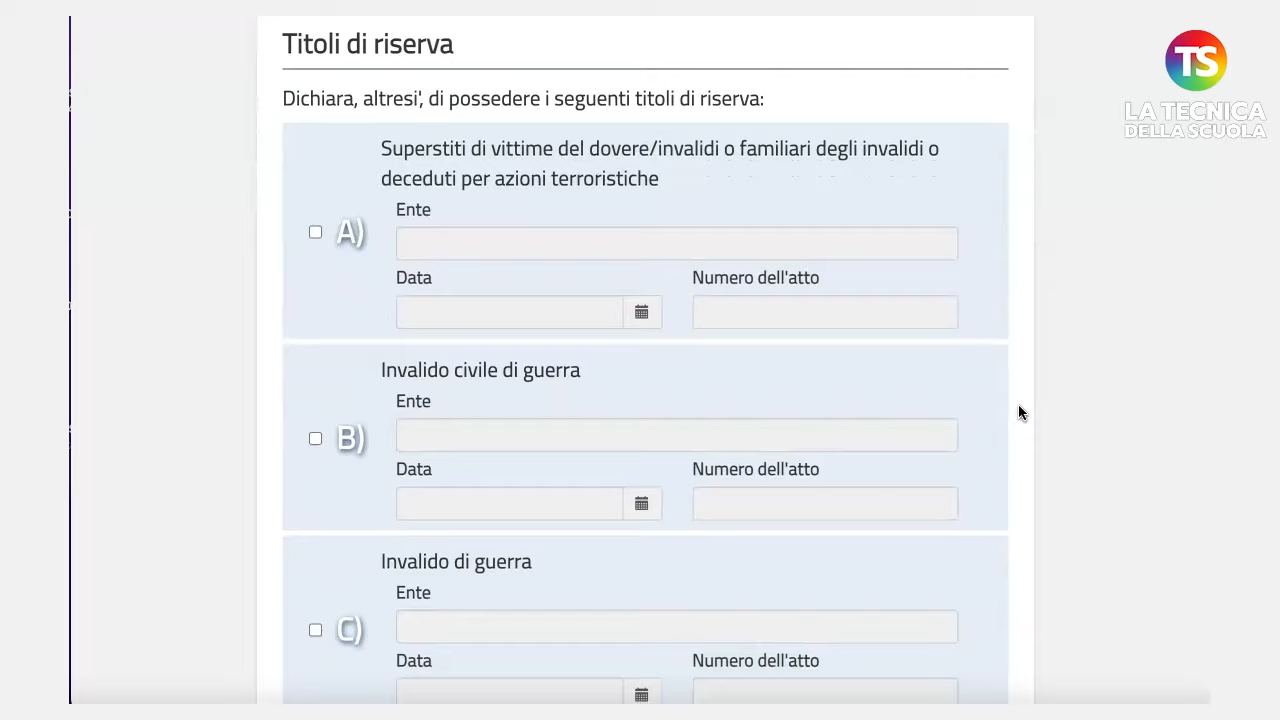 Titoli di riserva
TS
LA TECNICA
DELLA SCUOLA
Dichiara, altresi', di possedere i seguenti titoli di riserva:
Superstiti di vittime del dovere/invalidi o familiari degli invalidi o
deceduti per azioni terroristiche
A)
Ente
Data Numero dell'atto
Invalido civile di guerra
B)
Ente
Data Numero dell'atto
Invalido di guerra
C)
Ente
Data Numero dell'atto